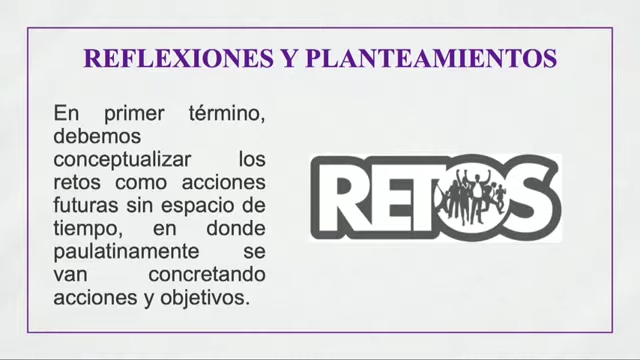 REFLEXIONES Y PLANTEAMIENTOS
En primer término,
debemos
conceptualizar los
retos como acciones
futuras sin espacio de
tiempo, en donde
paulatinamente se
van concretando
acciones y objetivos.
RETOS